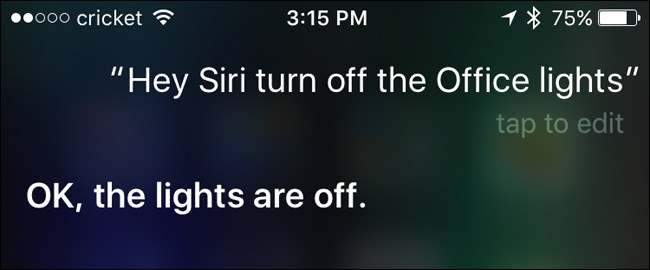 cricket 3:15 PM 75%
“Hey Siri turn off the Office lights”
tap to edit
OK, the lights are off.